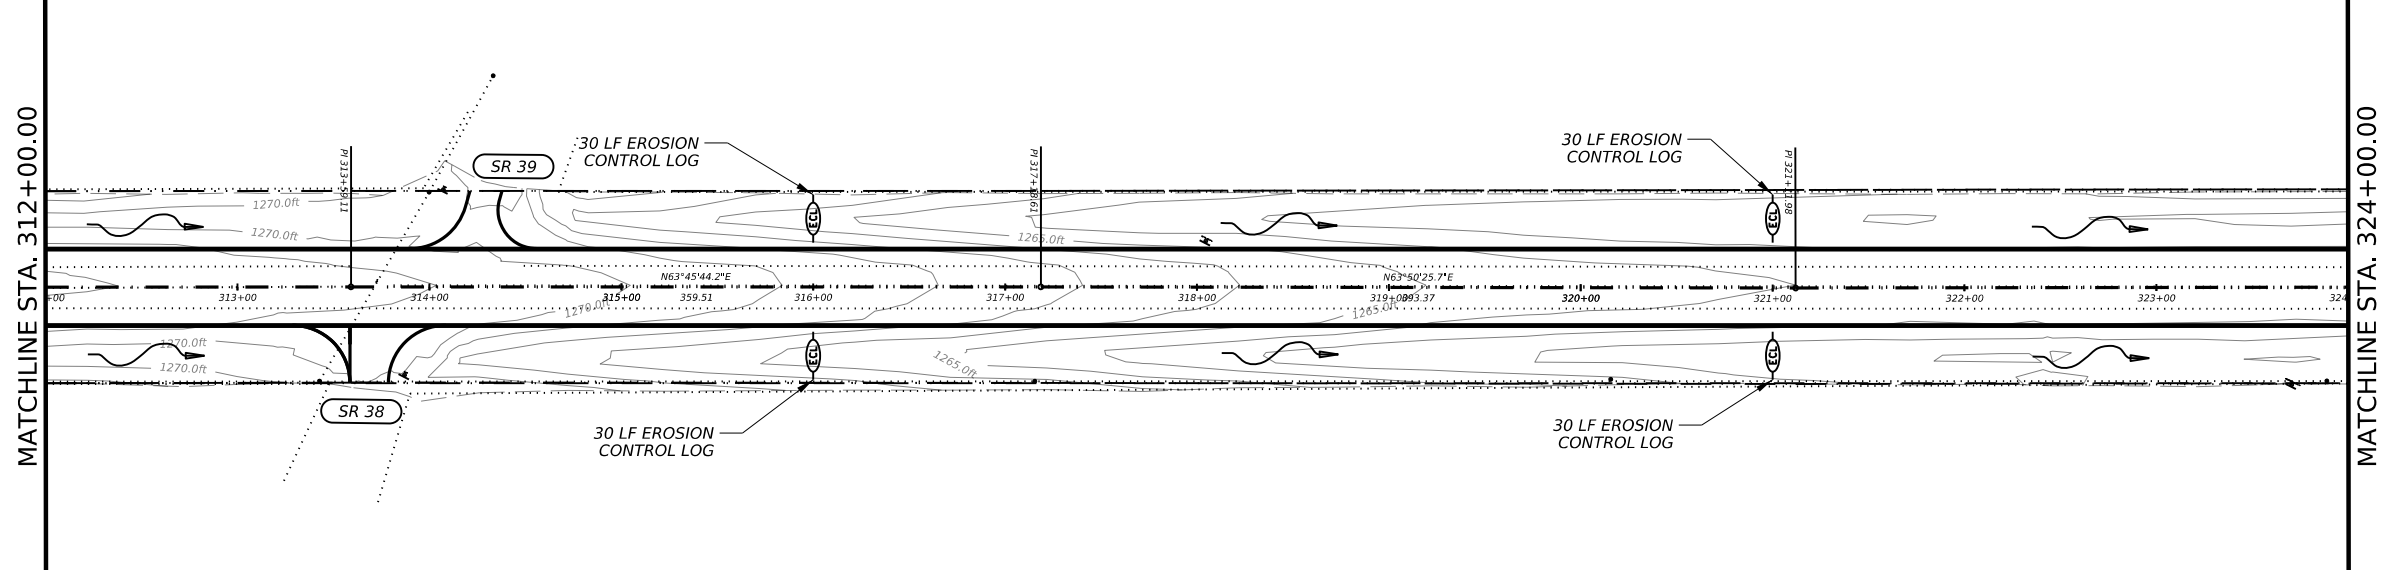 MATCHLINE STA. 312+00.00
MATCHLINE STA. 324+00.00
30 LF EROSION
CONTROL LOG
SR 39
30 LF EROSION
CONTROL LOG
1270.0ft
1270.0ft
ECL
1265.0ft
ECL
N63°45'44.2"E
N63°50'25.7"E
+00
313+00
314+00
315+00
359.51
316+00
317+00
318+00
319+00
393.37
320+00
321+00
322+00
323+00
324
1270.0ft
1265.0ft
1270.0ft
1270.0ft
ECL
1265.0ft
ECL
SR 38
30 LF EROSION
CONTROL LOG
30 LF EROSION
CONTROL LOG